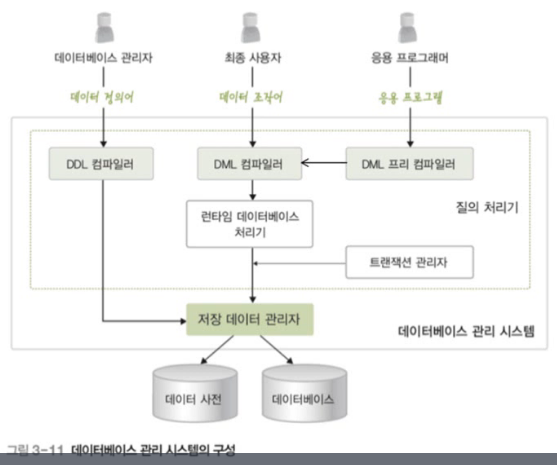 데이터베이스 관리자
최종 사용자
응용 프로그래머
데이터 정의어
데이터 조작어
응용 프로그램
DDL 컴파일러
DML 컴파일러
DML 프리 컴파일러
질의 처리기
런타임 데이터베이스
처리기
트랜잭션 관리자
저장 데이터 관리자
데이터베이스 관리 시스템
데이터 사전
데이터베이스
그림 3-11 데이터베이스 관리 시스템의 구성